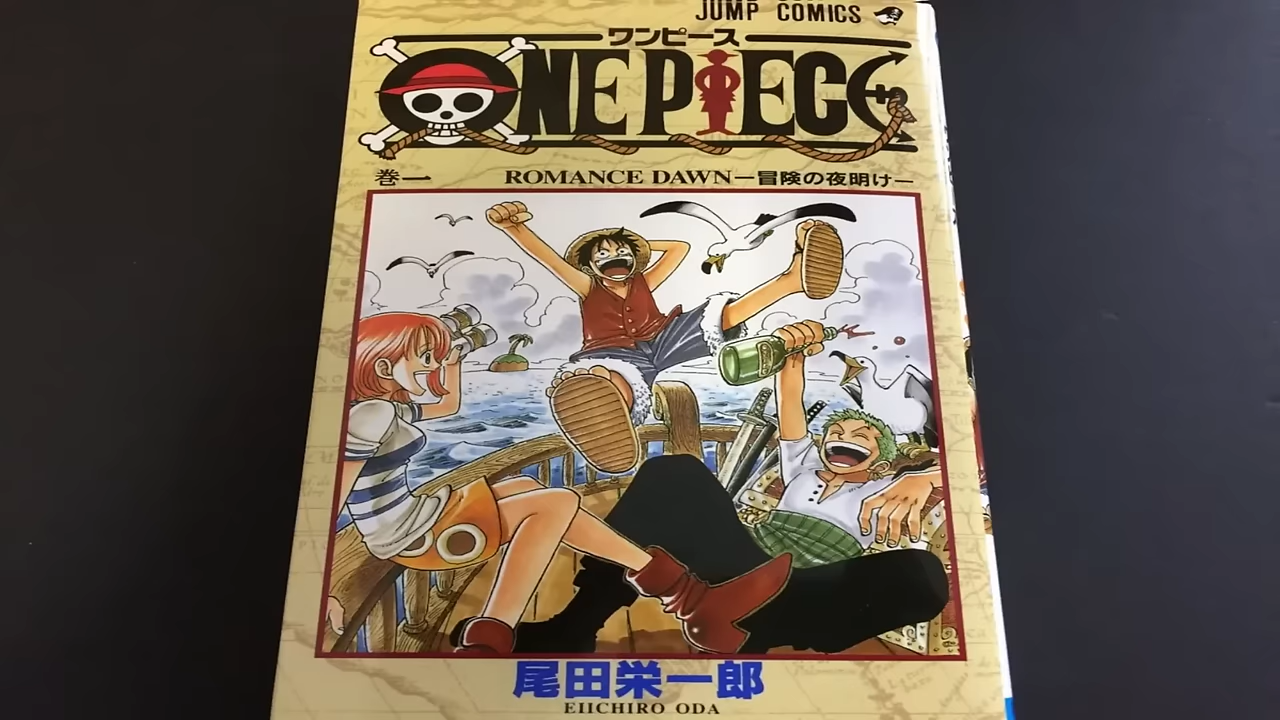 JUMP COMICS
ワンピース
ONE PIECE
巻一 ROMANCE DAWN—冒険の夜明け—
尾田栄一郎
EIICHIRO ODA